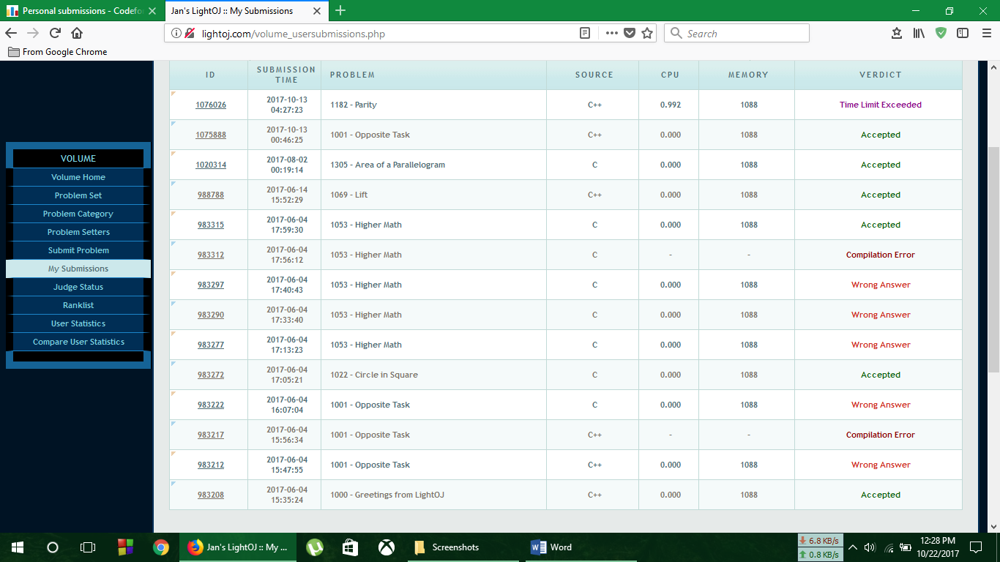 Personal submissions - Codefo
Jan's LightOJ :: My Submissions
lightoj.com/volume_usersubmissions.php
Search
From Google Chrome
VOLUME
Volume Home
Problem Set
Problem Category
Problem Setters
Submit Problem
My Submissions
Judge Status
Ranklist
User Statistics
Compare User Statistics
ID SUBMISSION TIME PROBLEM SOURCE CPU MEMORY VERDICT
1076026 2017-10-13 04:27:23 1182 - Parity C++ 0.992 1088 Time Limit Exceeded
1075888 2017-10-13 00:46:25 1001 - Opposite Task C++ 0.000 1088 Accepted
1020314 2017-08-02 00:19:14 1305 - Area of a Parallelogram C 0.000 1088 Accepted
988788 2017-06-14 15:52:29 1069 - Lift C++ 0.000 1088 Accepted
983315 2017-06-04 17:59:30 1053 - Higher Math C 0.000 1088 Accepted
983312 2017-06-04 17:56:12 1053 - Higher Math C - - Compilation Error
983297 2017-06-04 17:40:43 1053 - Higher Math C 0.000 1088 Wrong Answer
983290 2017-06-04 17:33:40 1053 - Higher Math C 0.000 1088 Wrong Answer
983277 2017-06-04 17:13:23 1053 - Higher Math C 0.000 1088 Wrong Answer
983272 2017-06-04 17:05:21 1022 - Circle in Square C 0.000 1088 Accepted
983222 2017-06-04 16:07:04 1001 - Opposite Task C 0.000 1088 Wrong Answer
983217 2017-06-04 15:56:34 1001 - Opposite Task C++ - - Compilation Error
983212 2017-06-04 15:47:55 1001 - Opposite Task C++ 0.000 1088 Wrong Answer
983208 2017-06-04 15:35:24 1000 - Greetings from LightOJ C++ 0.000 1088 Accepted
Jan's LightOJ :: My ...
Screenshots
Word
6.8 KB/s
0.8 KB/s
12:28 PM
10/22/2017